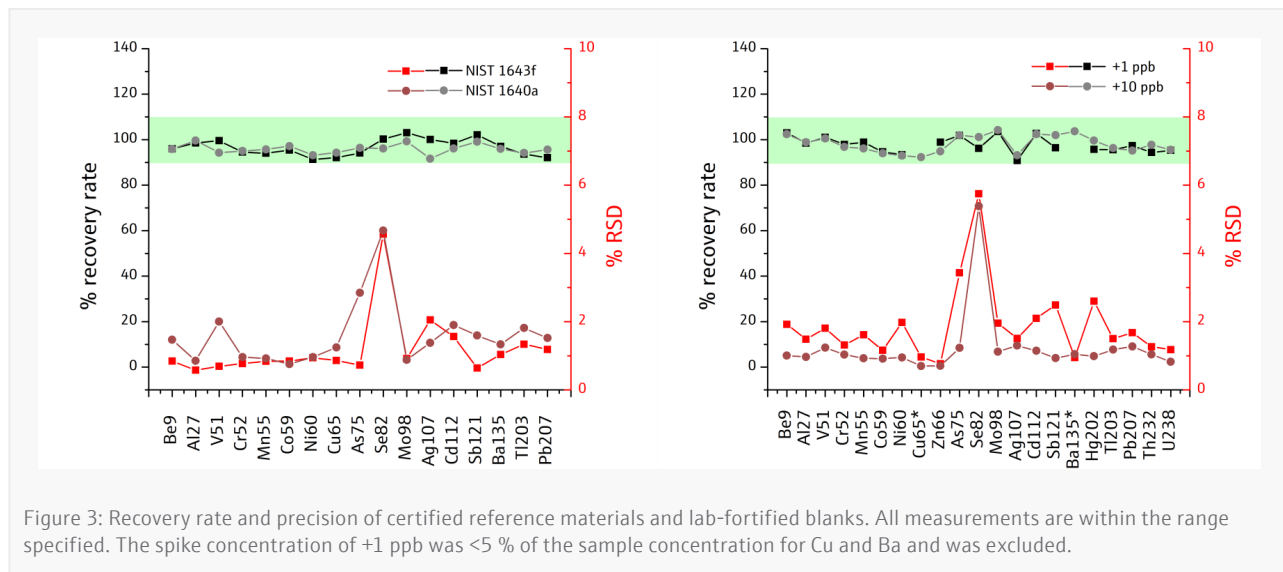 140
120
100
80
60
40
20
0
% recovery rate
10
8
6
4
2
0
% RSD
NIST 1643f
NIST 1640a
Be9
Al27
V51
Cr52
Mn55
Co59
Ni60
Cu65
As75
Se82
Mo98
Ag107
Cd112
Sb121
Ba135
Tl203
Pb207
140
120
100
80
60
40
20
0
% recovery rate
10
8
6
4
2
0
% RSD
+1 ppb
+10 ppb
Be9
Al27
V51
Cr52
Mn55
Co59
Ni60
Cu65*
Zn66
As75
Se82
Mo98
Ag107
Cd112
Sb121
Ba135*
Hg202
Tl203
Pb207
Th232
U238
Figure 3: Recovery rate and precision of certified reference materials and lab-fortified blanks. All measurements are within the range
specified. The spike concentration of +1 ppb was <5 % of the sample concentration for Cu and Ba and was excluded.